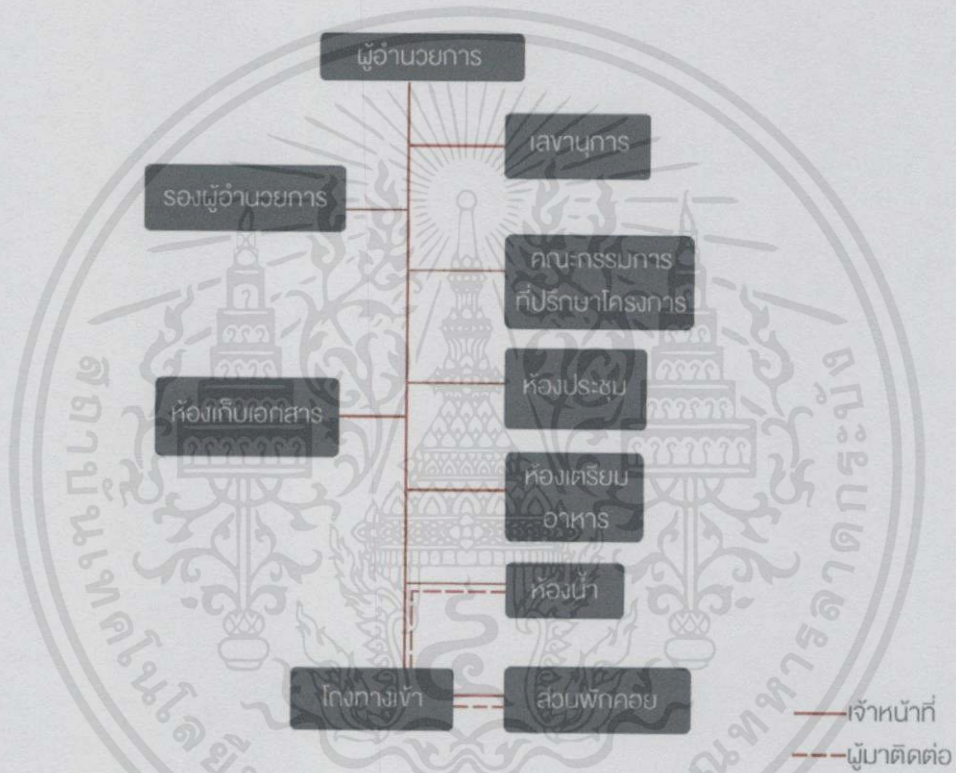 ผู้อำนวยการ
เลขานุการ
รองผู้อำนวยการ
คณะกรรมการ
ที่ปรึกษาโครงการ
ห้องประชุม
ห้องเก็บเอกสาร
ห้องเตรียม
อาหาร
ห้องน้ำ
โถงทางเข้า
ส่วนพักคอย
เจ้าหน้าที่
ผู้มาติดต่อ